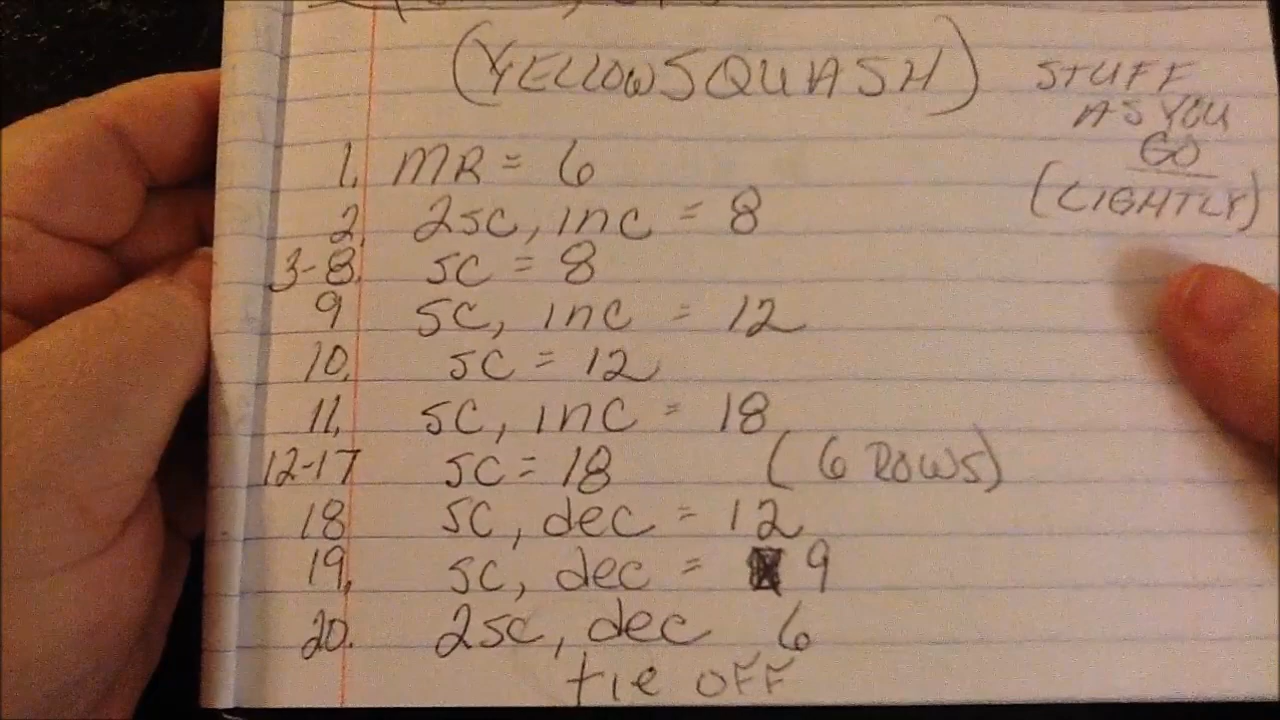 (YELLOW SQUASH)
STUFF
AS YOU
GO
(LIGHTLY)
1. MR = 6
2. 2sc, inc = 8
3-8. sc = 8
9 sc, inc = 12
10. sc = 12
11. sc, inc = 18
12-17 sc = 18 (6 ROWS)
18 sc, dec = 12
19. sc, dec = 9
20. 2sc, dec 6
tie OFF